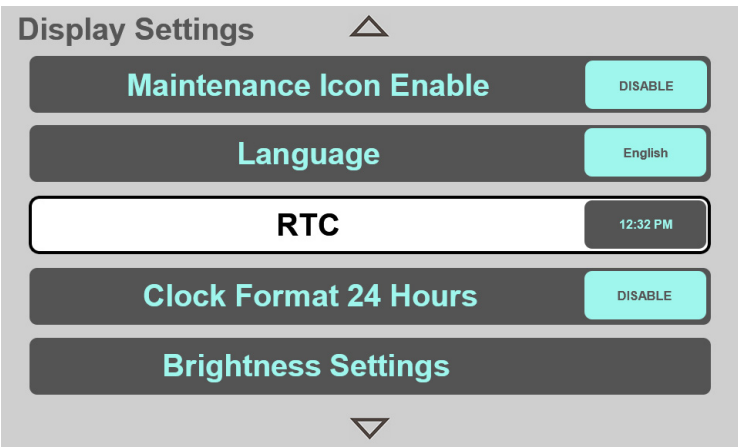 Display Settings
Maintenance Icon Enable DISABLE
Language English
RTC 12:32 PM
Clock Format 24 Hours DISABLE
Brightness Settings